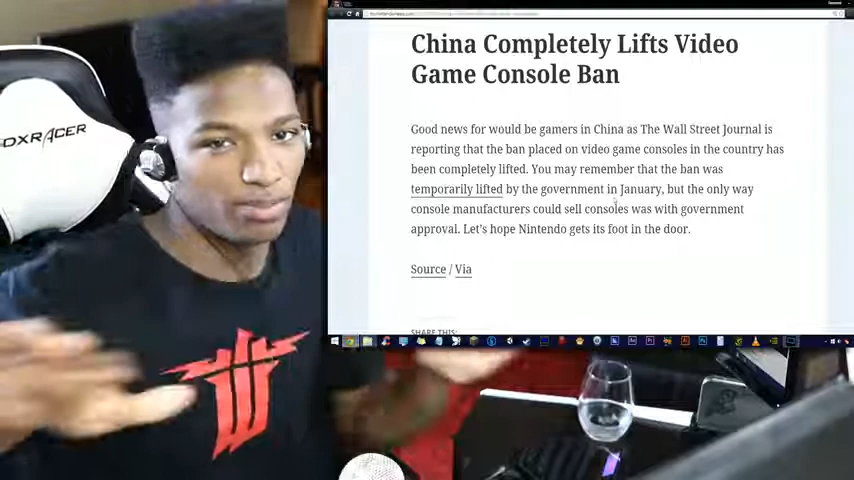 China Completely Lifts Video
Game Console Ban
Good news for would be gamers in China as The Wall Street Journal is
reporting that the ban placed on video game consoles in the country has
been completely lifted. You may remember that the ban was
temporarily lifted by the government in January, but the only way
console manufacturers could sell consoles was with government
approval. Let's hope Nintendo gets its foot in the door.
Source / Via
SHARE THIS:
DXRACER